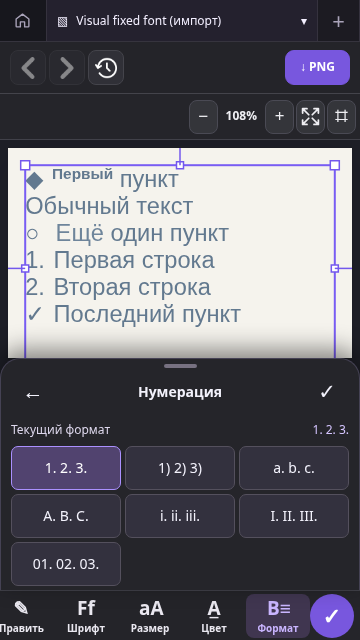 Visual fixed font (импорт)
↓ PNG
108%
◆ Первый пункт
Обычный текст
○ Ещё один пункт
1. Первая строка
2. Вторая строка
✓ Последний пункт
Нумерация
Текущий формат 1. 2. 3.
1. 2. 3. 1) 2) 3) a. b. c.
A. B. C. i. ii. iii. I. II. III.
01. 02. 03.
Ff aA A B≡
Править Шрифт Размер Цвет Формат